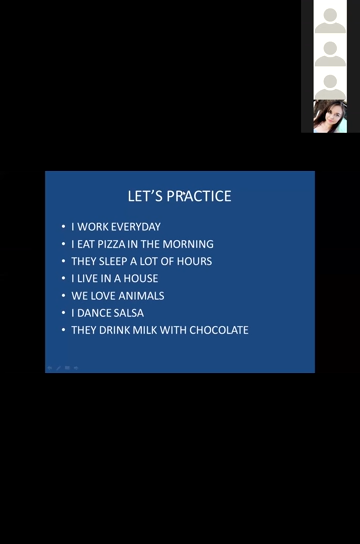 LET'S PRACTICE
• I WORK EVERYDAY
• I EAT PIZZA IN THE MORNING
• THEY SLEEP A LOT OF HOURS
• I LIVE IN A HOUSE
• WE LOVE ANIMALS
• I DANCE SALSA
• THEY DRINK MILK WITH CHOCOLATE